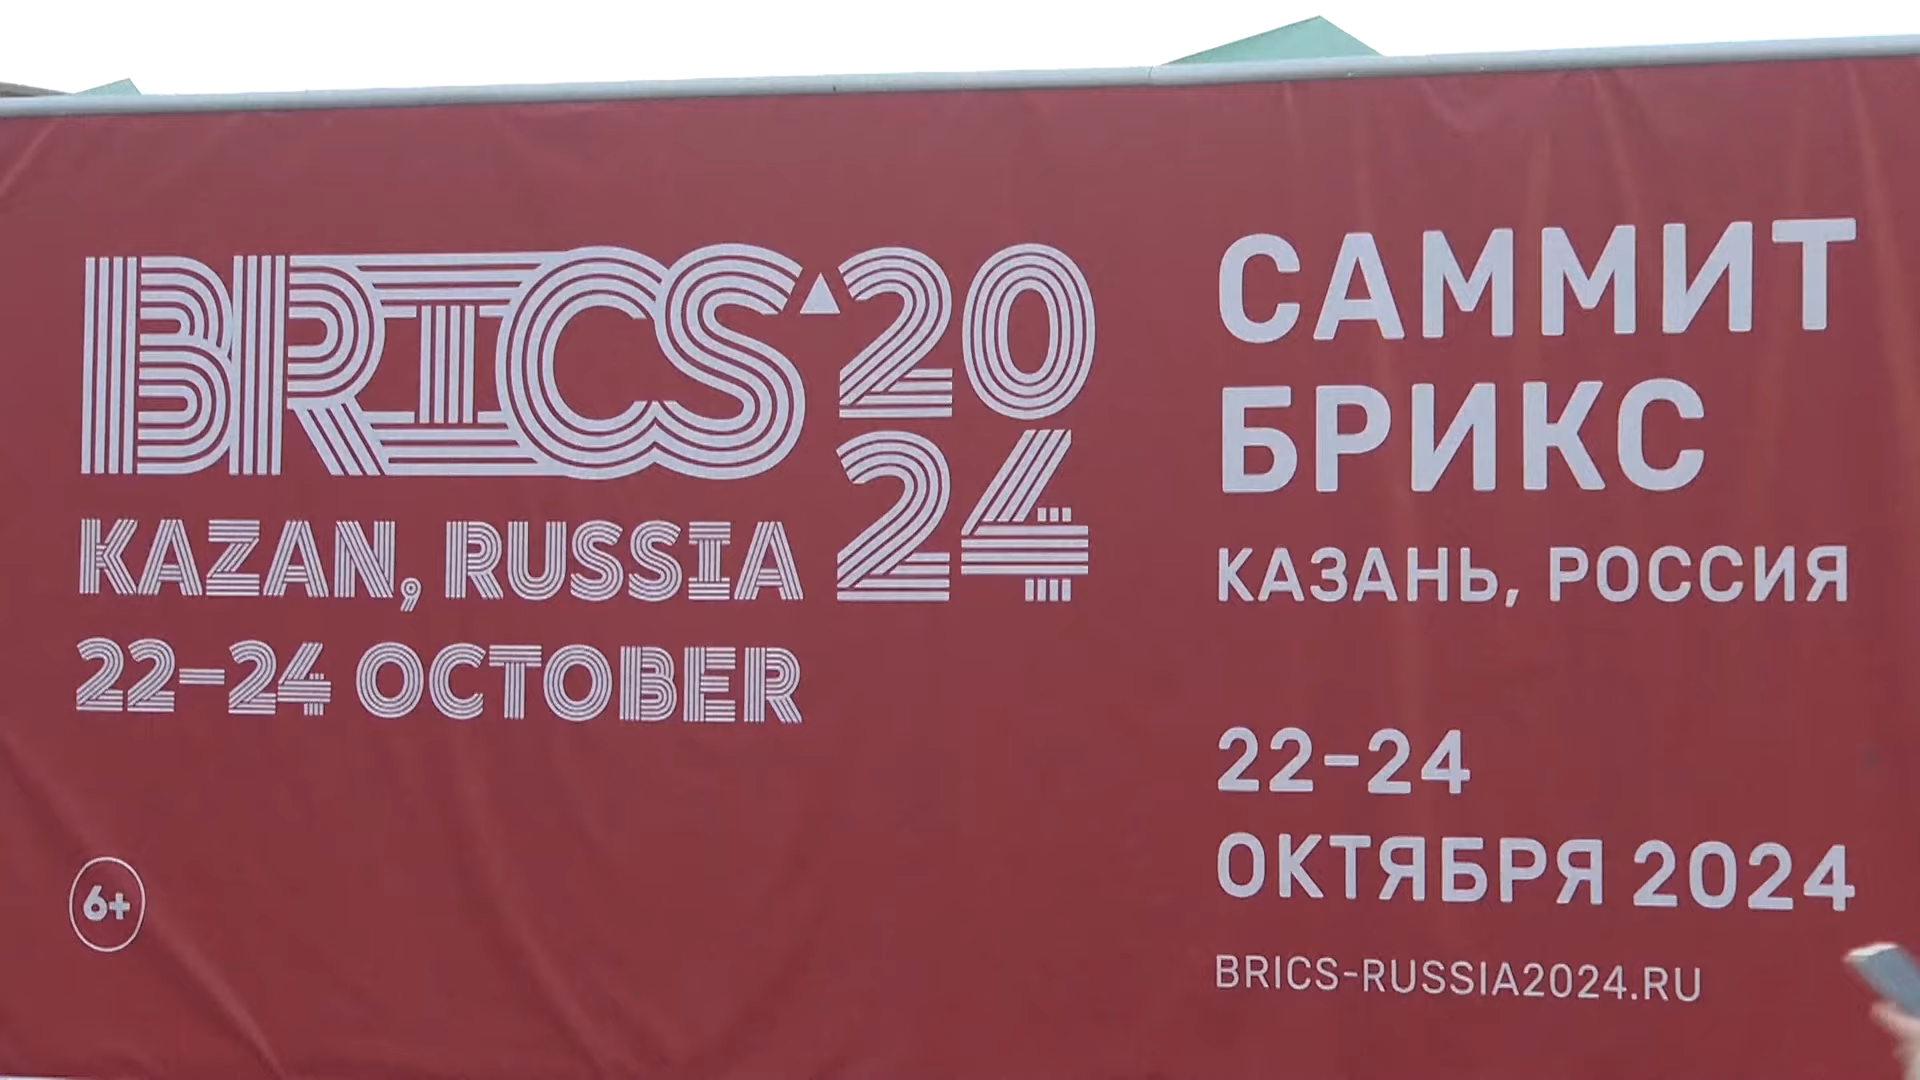 BRICS 2024
KAZAN, RUSSIA
22–24 OCTOBER
6+
САММИТ
БРИКС
КАЗАНЬ, РОССИЯ
22–24
ОКТЯБРЯ 2024
BRICS-RUSSIA2024.RU